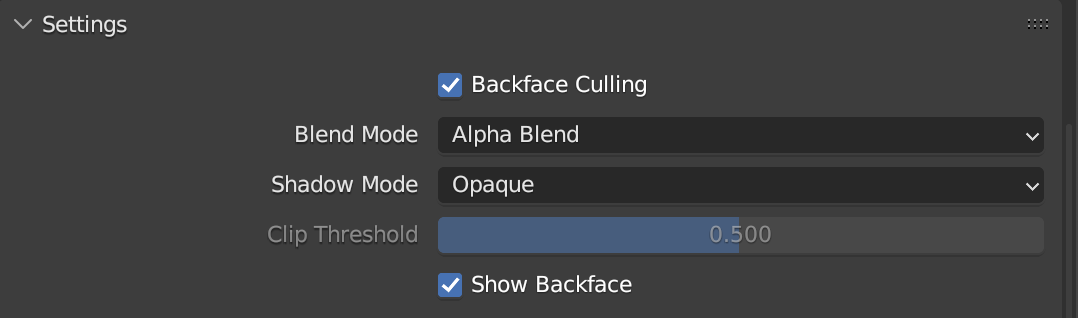 Settings
Backface Culling
Blend Mode Alpha Blend
Shadow Mode Opaque
Clip Threshold 0.500
Show Backface